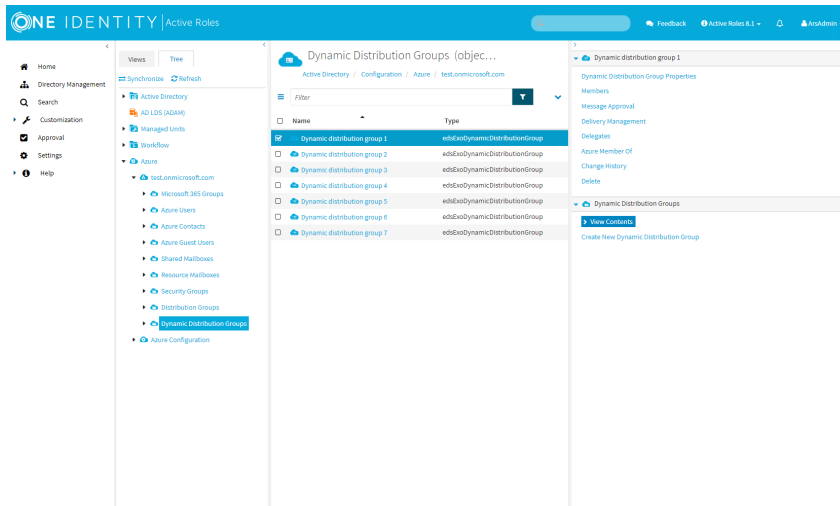 ONE IDENTITY Active Roles
Feedback
Active Roles 8.1
ArsAdmin
Home
Directory Management
Search
Customization
Approval
Settings
Help
Views
Tree
Synchronize
Refresh
Active Directory
AD LDS (ADAM)
Managed Units
Workflow
Azure
test.onmicrosoft.com
Microsoft 365 Groups
Azure Users
Azure Contacts
Azure Guest Users
Shared Mailboxes
Resource Mailboxes
Security Groups
Distribution Groups
Dynamic Distribution Groups
Azure Configuration
Dynamic Distribution Groups (objec...
Active Directory / Configuration / Azure / test.onmicrosoft.com
Filter
Name Type
Dynamic distribution group 1 edsExoDynamicDistributionGroup
Dynamic distribution group 2 edsExoDynamicDistributionGroup
Dynamic distribution group 3 edsExoDynamicDistributionGroup
Dynamic distribution group 4 edsExoDynamicDistributionGroup
Dynamic distribution group 5 edsExoDynamicDistributionGroup
Dynamic distribution group 6 edsExoDynamicDistributionGroup
Dynamic distribution group 7 edsExoDynamicDistributionGroup
Dynamic distribution group 1
Dynamic Distribution Group Properties
Members
Message Approval
Delivery Management
Delegates
Azure Member Of
Change History
Delete
Dynamic Distribution Groups
View Contents
Create New Dynamic Distribution Group